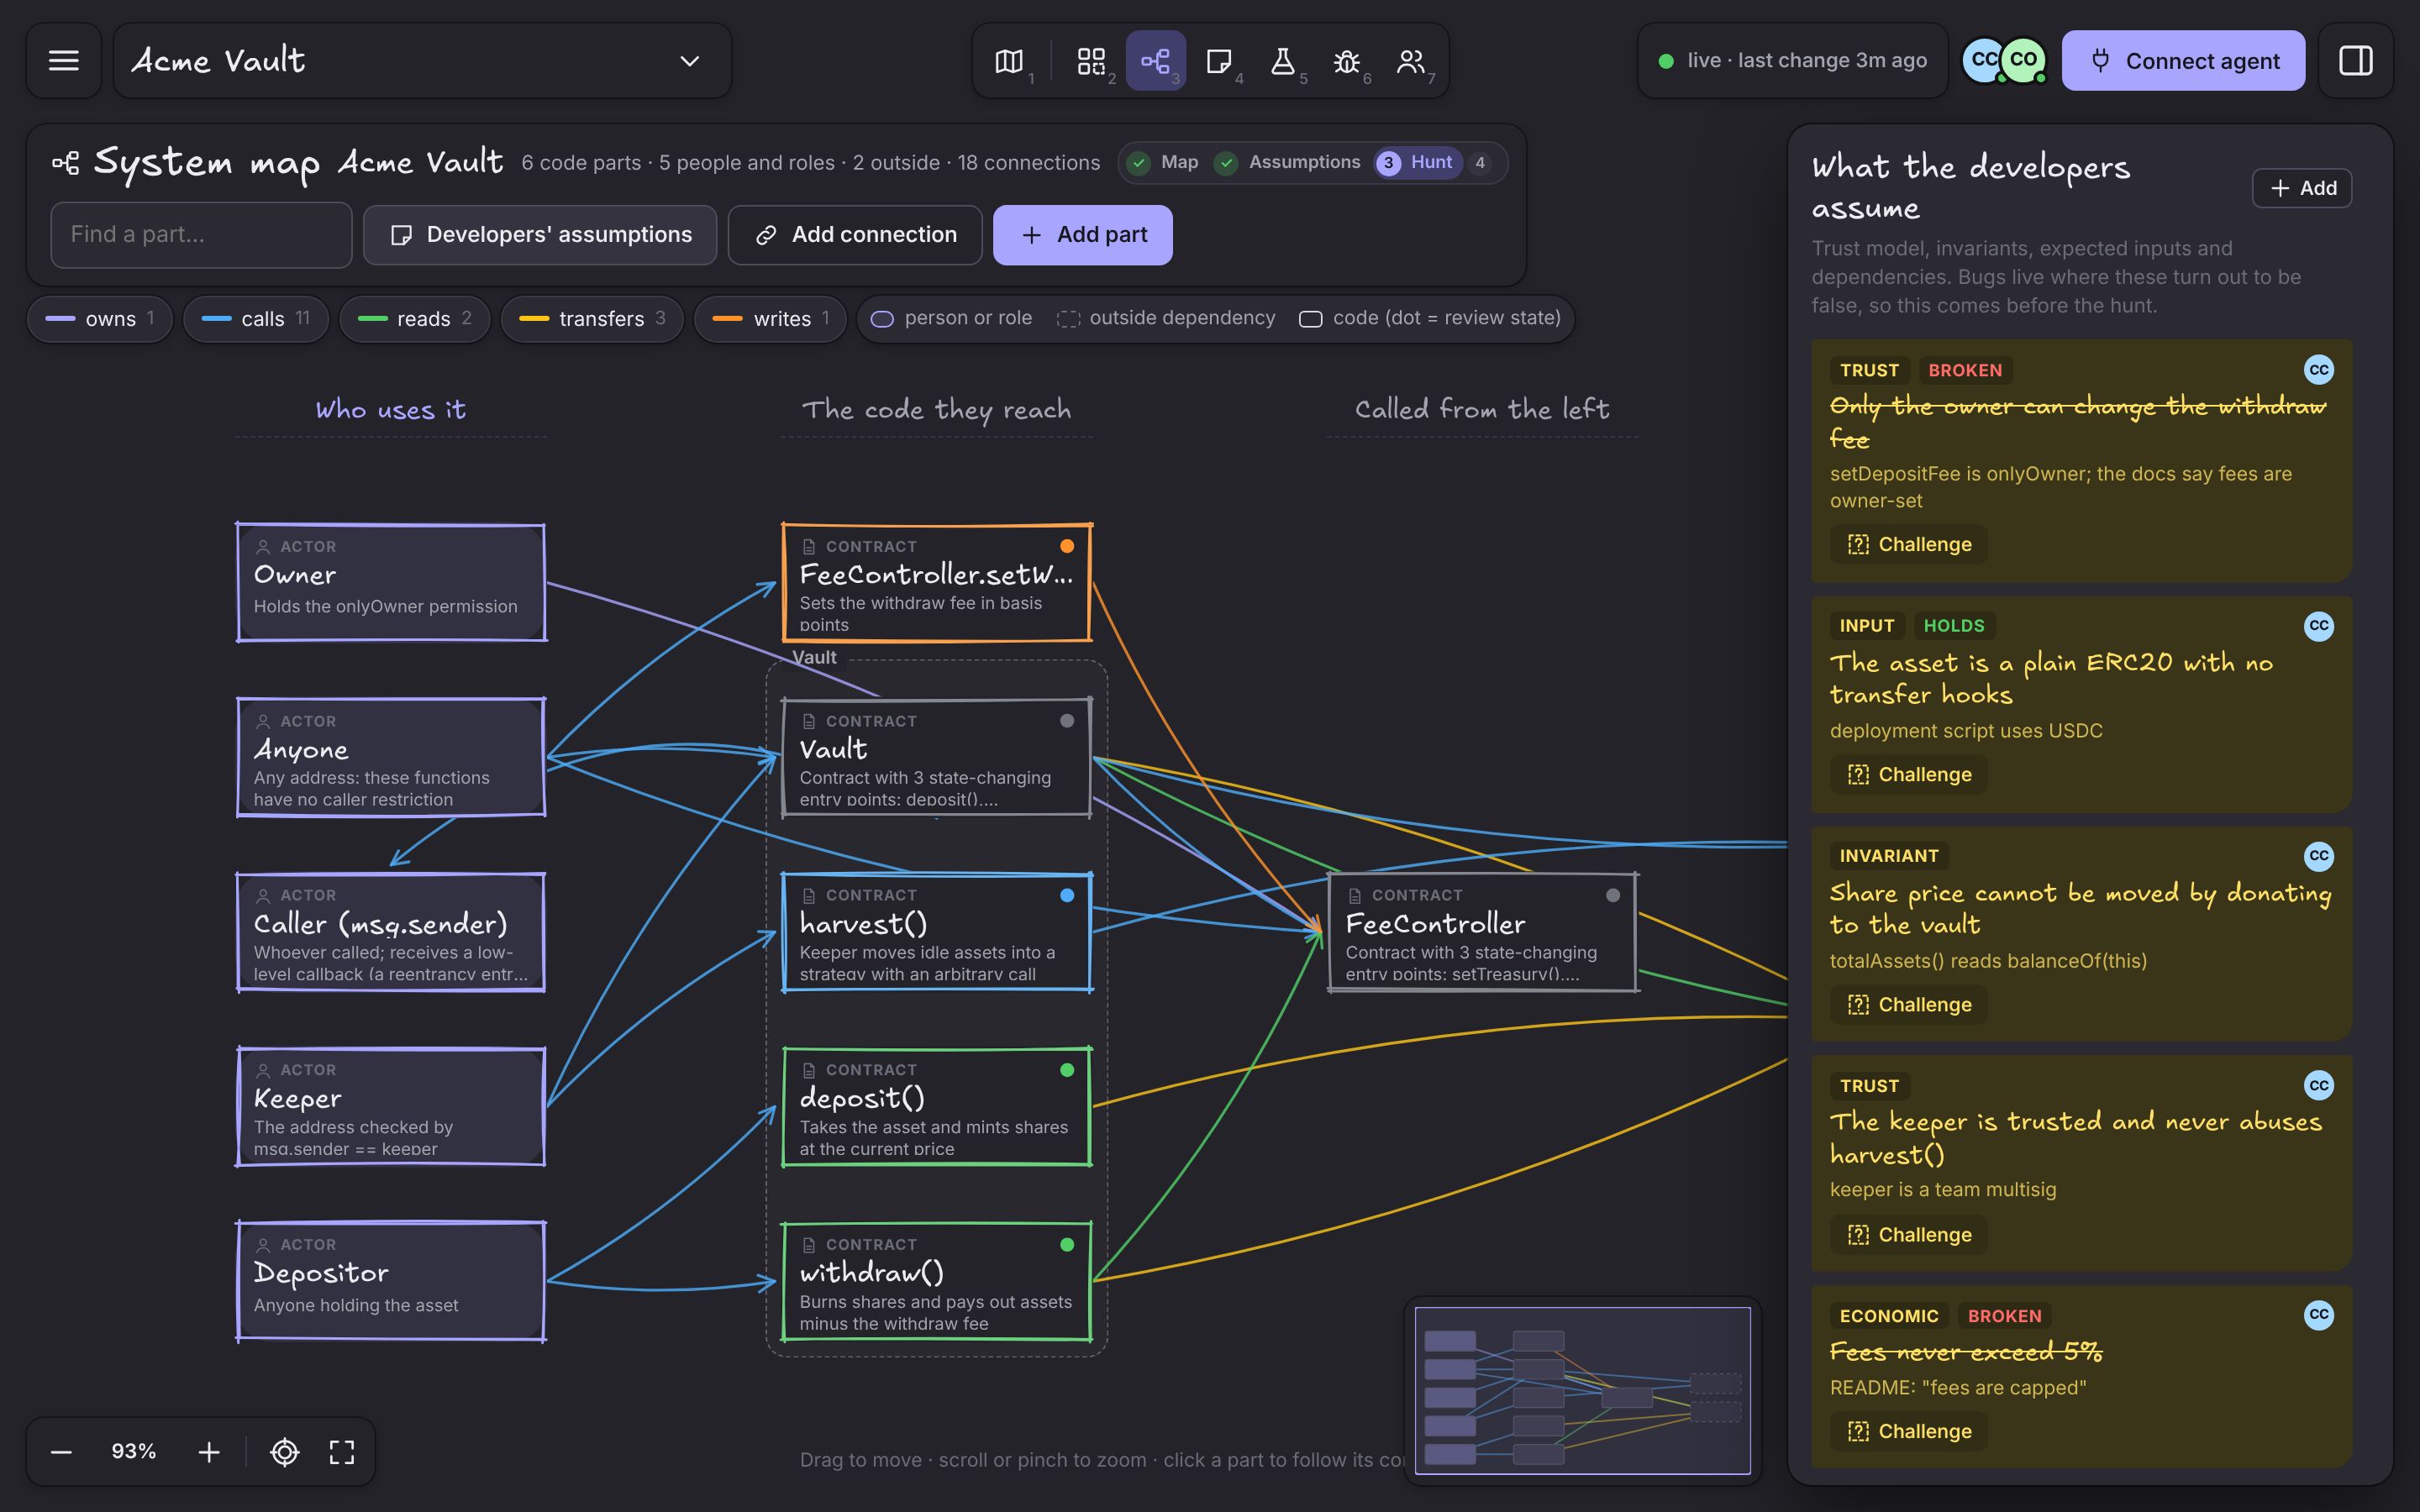 Acme Vault
1
2
3
4
5
6
7
live · last change 3m ago
CC
CO
Connect agent
System map Acme Vault 6 code parts · 5 people and roles · 2 outside · 18 connections
Map
Assumptions
3 Hunt
4
Find a part...
Developers' assumptions
Add connection
Add part
owns 1
calls 11
reads 2
transfers 3
writes 1
person or role
outside dependency
code (dot = review state)
Who uses it
The code they reach
Called from the left
ACTOR
Owner
Holds the onlyOwner permission
ACTOR
Anyone
Any address: these functions
have no caller restriction
ACTOR
Caller (msg.sender)
Whoever called; receives a low-
level callback (a reentrancy entr...
ACTOR
Keeper
The address checked by
msg.sender == keeper
ACTOR
Depositor
Anyone holding the asset
CONTRACT
FeeController.setW...
Sets the withdraw fee in basis
points
Vault
CONTRACT
Vault
Contract with 3 state-changing
entry points: deposit(),...
CONTRACT
harvest()
Keeper moves idle assets into a
strategy with an arbitrary call
CONTRACT
deposit()
Takes the asset and mints shares
at the current price
CONTRACT
withdraw()
Burns shares and pays out assets
minus the withdraw fee
CONTRACT
FeeController
Contract with 3 state-changing
entry points: setTreasury(),...
What the developers
assume
Add
Trust model, invariants, expected inputs and
dependencies. Bugs live where these turn out to be
false, so this comes before the hunt.
TRUST BROKEN CC
Only the owner can change the withdraw
fee
setDepositFee is onlyOwner; the docs say fees are
owner-set
Challenge
INPUT HOLDS CC
The asset is a plain ERC20 with no
transfer hooks
deployment script uses USDC
Challenge
INVARIANT CC
Share price cannot be moved by donating
to the vault
totalAssets() reads balanceOf(this)
Challenge
TRUST CC
The keeper is trusted and never abuses
harvest()
keeper is a team multisig
Challenge
ECONOMIC BROKEN CC
Fees never exceed 5%
README: "fees are capped"
Challenge
93%
Drag to move · scroll or pinch to zoom · click a part to follow its